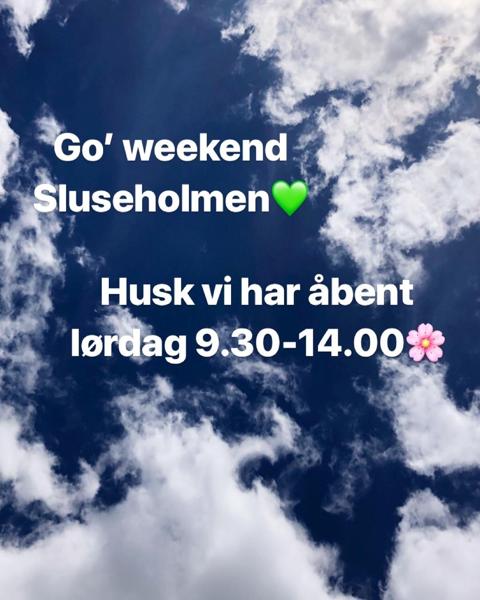 Go' weekend
Sluseholmen💚
Husk vi har åbent
lørdag 9.30-14.00🌸